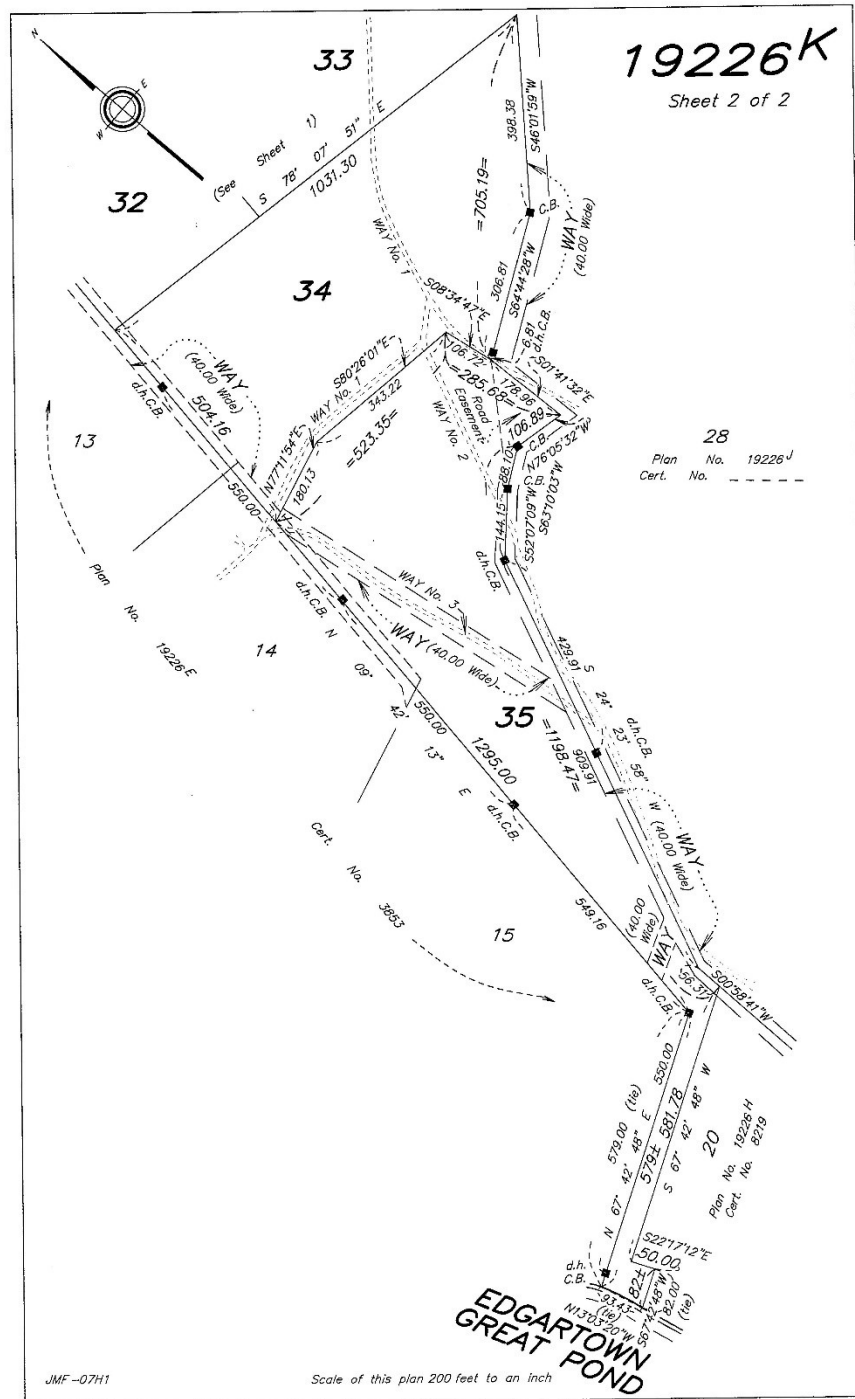 19226K
Sheet 2 of 2
N
E
W
33
32
(See Sheet 1)
S 78° 07' 51" E
1031.30
398.38
S46°01'59"W
=705.19=
C.B.
WAY
(40.00 Wide)
WAY No. 1
34
306.81
S64°44'28"W
S08°34'47"E
6.81
d.h.C.B.
S01°41'32"E
106.72
=285.68=
178.96
Road
Easement
106.89
C.B.
N76°05'32"W
WAY
(40.00 Wide)
d.h.C.B.
504.16
S80°26'01"E
WAY No. 1
343.22
=523.35=
WAY No. 2
N77°11'54"E
180.13
88.10
C.B.
S63°10'03"W
144.15
S52°07'09"W
d.h.C.B.
28
Plan No. 19226J
Cert. No.
13
550.00
Plan No. 19226E
14
d.h.C.B.
N 09° 42' 13" E
WAY No. 3
WAY (40.00 Wide)
550.00
1295.00
35
429.91
S 24° 23' 58" W
=1198.47=
d.h.C.B.
909.91
WAY
(40.00 Wide)
d.h.C.B.
Cert. No. 3853
15
549.16
(40.00 Wide)
WAY
56.31
S00°58'41"W
d.h.C.B.
550.00
579.00 (tie)
N 67° 42' 48" E
579±
581.78
S 67° 42' 48" W
20
Plan No. 19226H
Cert. No. 8219
S22°17'12"E
50.00
d.h.
C.B.
82±
93.43
(tie)
N13°03'20"W
S67°42'48"W
82.00
(tie)
EDGARTOWN
GREAT POND
JMF-07H1
Scale of this plan 200 feet to an inch